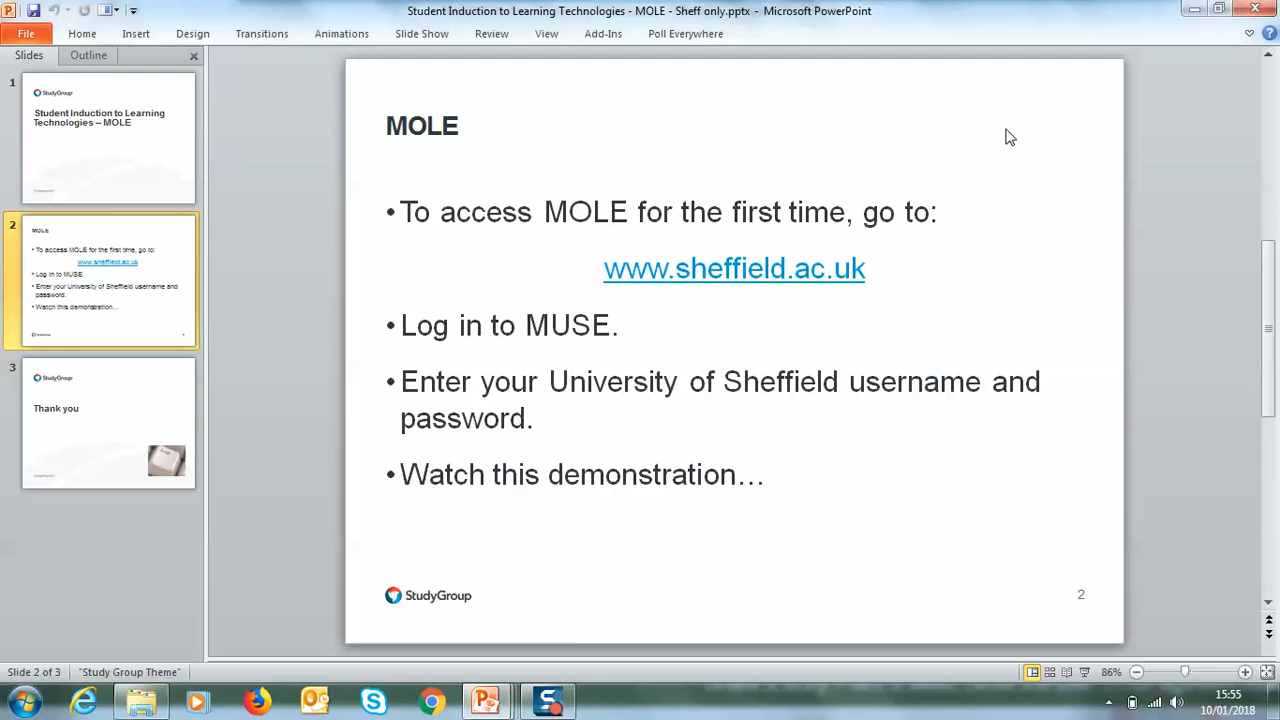 Student Induction to Learning Technologies - MOLE - Sheff only.pptx - Microsoft PowerPoint
File Home Insert Design Transitions Animations Slide Show Review View Add-Ins Poll Everywhere
Slides Outline
1
StudyGroup
Student Induction to Learning
Technologies – MOLE
2
MOLE
• To access MOLE for the first time, go to:
www.sheffield.ac.uk
• Log in to MUSE.
• Enter your University of Sheffield username and
password.
• Watch this demonstration...
3
StudyGroup
Thank you
MOLE
• To access MOLE for the first time, go to:
www.sheffield.ac.uk
• Log in to MUSE.
• Enter your University of Sheffield username and
password.
• Watch this demonstration…
StudyGroup
2
Slide 2 of 3 "Study Group Theme" 86%
15:55
10/01/2018